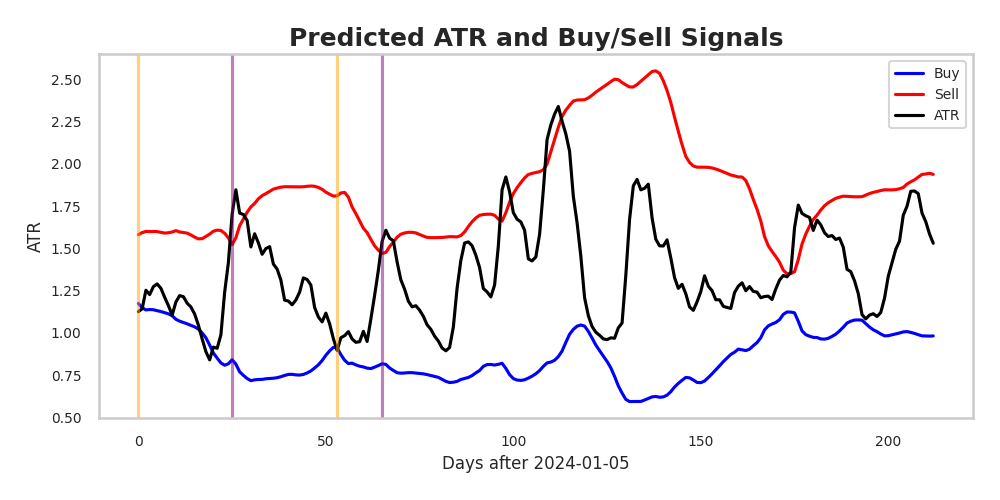 Predicted ATR and Buy/Sell Signals
2.50
2.25
2.00
1.75
1.50
1.25
1.00
0.75
0.50
ATR
Buy
Sell
ATR
0 50 100 150 200
Days after 2024-01-05